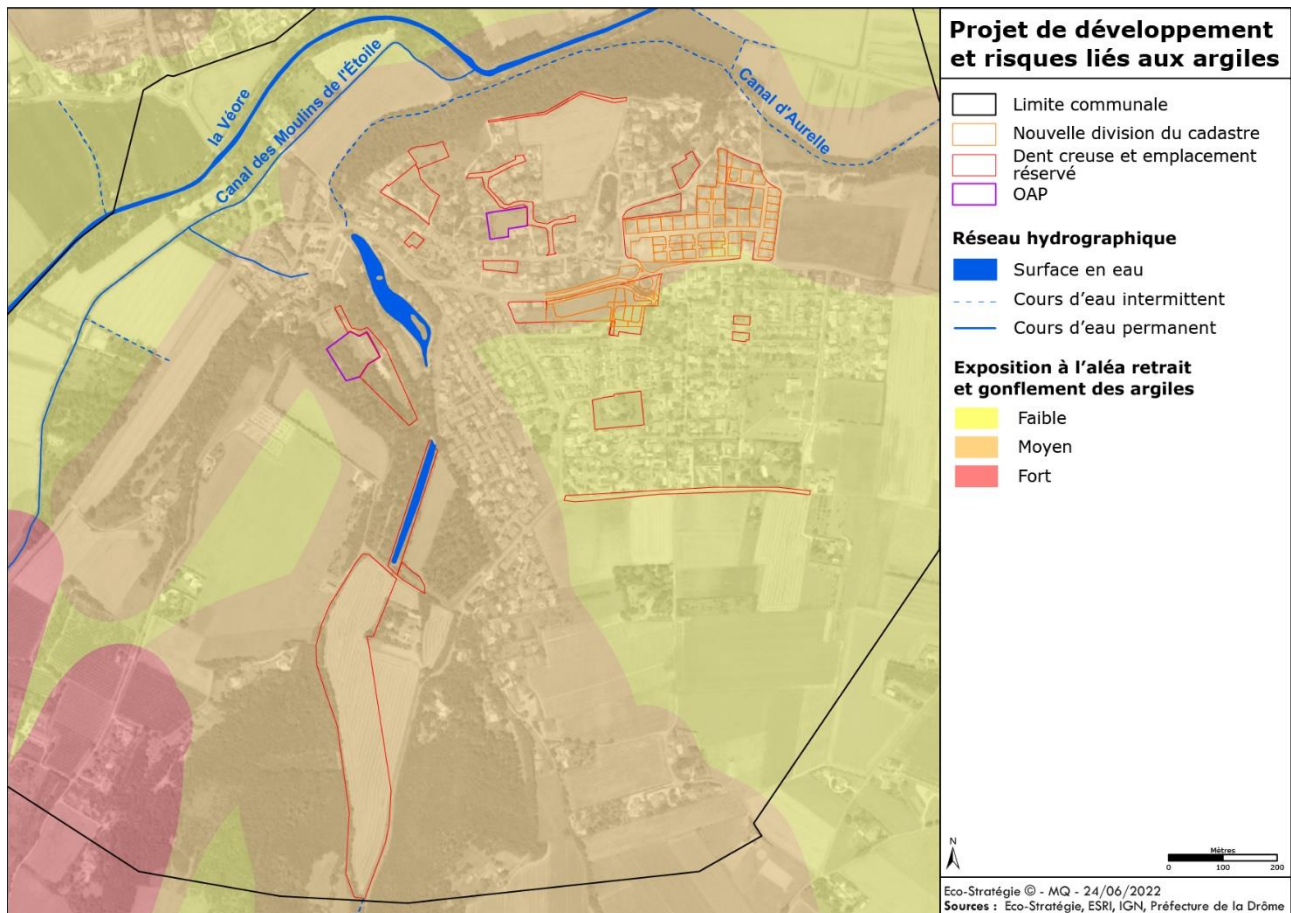 la Véore
Canal des Moulins de l'Étoile
Canal d'Aurelle
Projet de développement
et risques liés aux argiles
Limite communale
Nouvelle division du cadastre
Dent creuse et emplacement
réservé
OAP
Réseau hydrographique
Surface en eau
Cours d'eau intermittent
Cours d'eau permanent
Exposition à l'aléa retrait
et gonflement des argiles
Faible
Moyen
Fort
N
Mètres
0 100 200
Eco-Stratégie © - MQ - 24/06/2022
Sources : Eco-Stratégie, ESRI, IGN, Préfecture de la Drôme